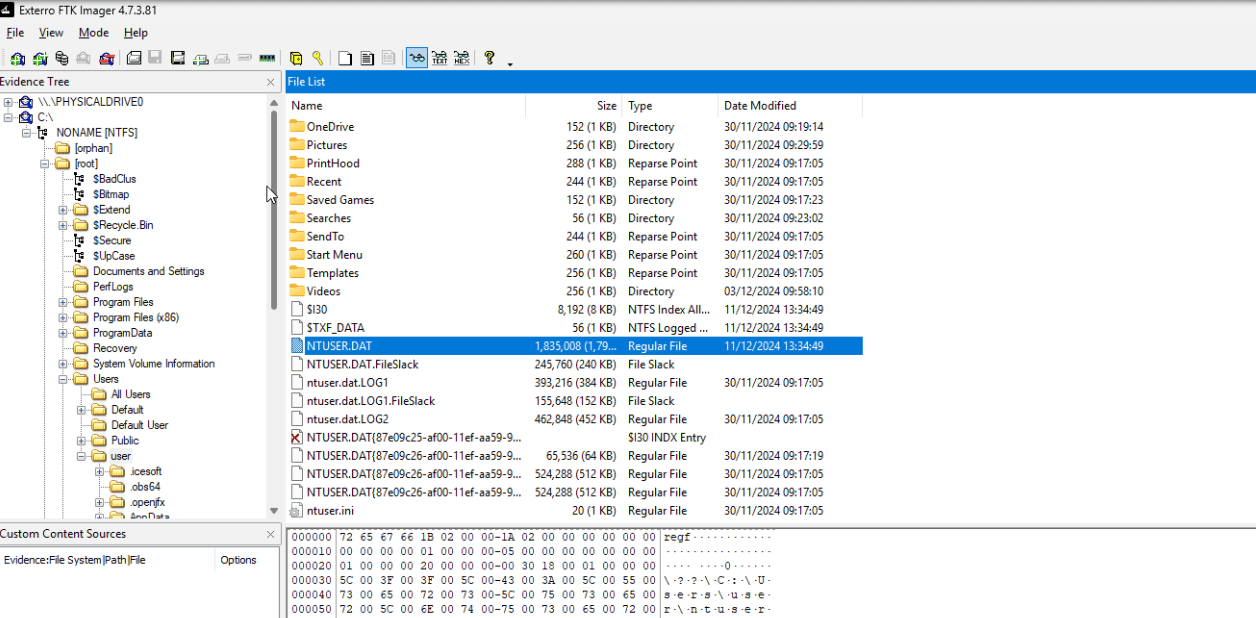 Exterro FTK Imager 4.7.3.81
File View Mode Help
Evidence Tree
\\.\PHYSICALDRIVE0
C:\
NONAME [NTFS]
[orphan]
[root]
$BadClus
$Bitmap
$Extend
$Recycle.Bin
$Secure
$UpCase
Documents and Settings
PerfLogs
Program Files
Program Files (x86)
ProgramData
Recovery
System Volume Information
Users
All Users
Default
Default User
Public
user
.icesoft
.obs64
.openjfx
AppData
Custom Content Sources
Evidence:File System|Path|File Options
File List
Name Size Type Date Modified
OneDrive 152 (1 KB) Directory 30/11/2024 09:19:14
Pictures 256 (1 KB) Directory 30/11/2024 09:29:59
PrintHood 288 (1 KB) Reparse Point 30/11/2024 09:17:05
Recent 244 (1 KB) Reparse Point 30/11/2024 09:17:05
Saved Games 152 (1 KB) Directory 30/11/2024 09:17:23
Searches 56 (1 KB) Directory 30/11/2024 09:23:02
SendTo 244 (1 KB) Reparse Point 30/11/2024 09:17:05
Start Menu 260 (1 KB) Reparse Point 30/11/2024 09:17:05
Templates 256 (1 KB) Reparse Point 30/11/2024 09:17:05
Videos 256 (1 KB) Directory 03/12/2024 09:58:10
$I30 8,192 (8 KB) NTFS Index All... 11/12/2024 13:34:49
$TXF_DATA 56 (1 KB) NTFS Logged ... 11/12/2024 13:34:49
NTUSER.DAT 1,835,008 (1,79... Regular File 11/12/2024 13:34:49
NTUSER.DAT.FileSlack 245,760 (240 KB) File Slack
ntuser.dat.LOG1 393,216 (384 KB) Regular File 30/11/2024 09:17:05
ntuser.dat.LOG1.FileSlack 155,648 (152 KB) File Slack
ntuser.dat.LOG2 462,848 (452 KB) Regular File 30/11/2024 09:17:05
NTUSER.DAT{87e09c25-af00-11ef-aa59-9... $I30 INDX Entry
NTUSER.DAT{87e09c26-af00-11ef-aa59-9... 65,536 (64 KB) Regular File 30/11/2024 09:17:19
NTUSER.DAT{87e09c26-af00-11ef-aa59-9... 524,288 (512 KB) Regular File 30/11/2024 09:17:05
NTUSER.DAT{87e09c26-af00-11ef-aa59-9... 524,288 (512 KB) Regular File 30/11/2024 09:17:05
ntuser.ini 20 (1 KB) Regular File 30/11/2024 09:17:05
000000 72 65 67 66 1B 02 00 00-1A 02 00 00 00 00 00 00 regf············
000010 00 00 00 00 01 00 00 00-05 00 00 00 00 00 00 00 ················
000020 01 00 00 00 20 00 00 00-00 30 18 00 01 00 00 00 ···· ····0······
000030 5C 00 3F 00 3F 00 5C 00-43 00 3A 00 5C 00 55 00 \·?·?·\·C·:·\·U·
000040 73 00 65 00 72 00 73 00-5C 00 75 00 73 00 65 00 s·e·r·s·\·u·s·e·
000050 72 00 5C 00 6E 00 74 00-75 00 73 00 65 00 72 00 r·\·n·t·u·s·e·r·